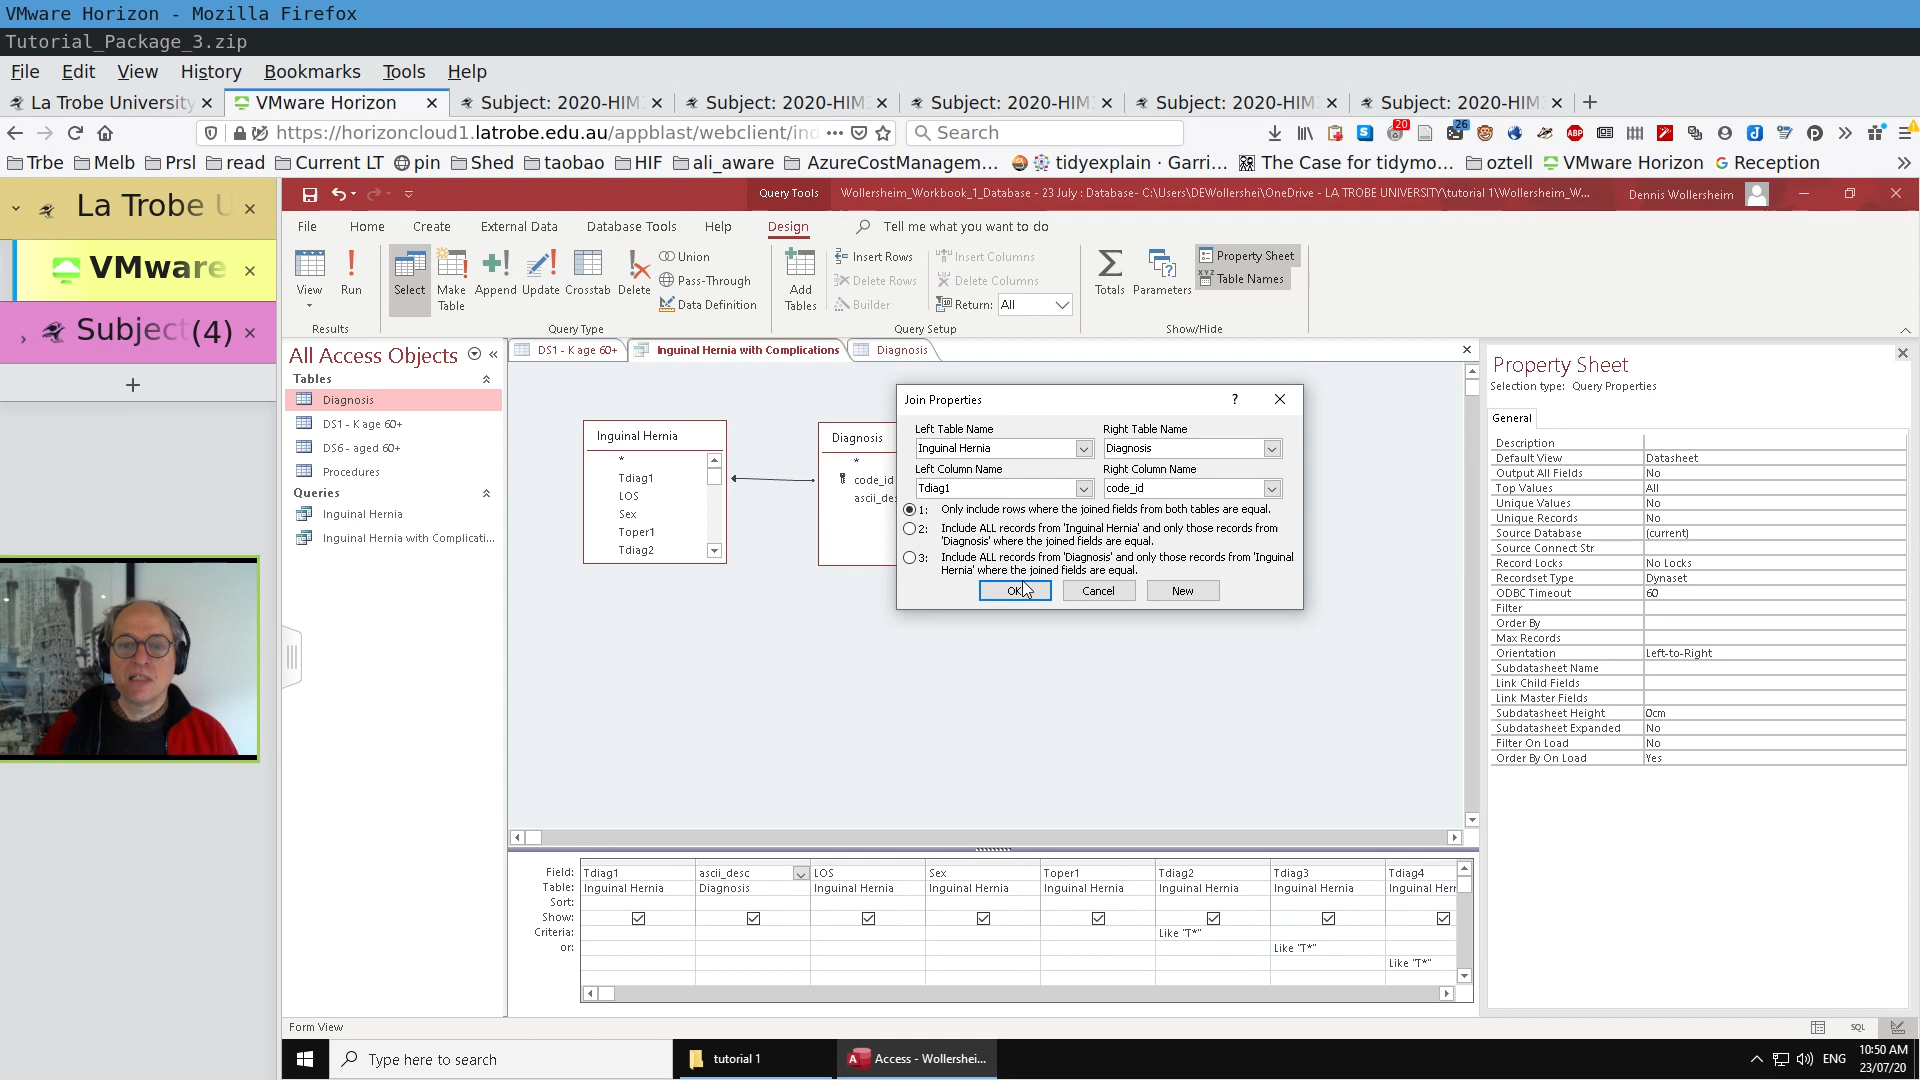 VMware Horizon - Mozilla Firefox
Tutorial_Package_3.zip
File Edit View History Bookmarks Tools Help
La Trobe University
VMware Horizon
Subject: 2020-HIM
Subject: 2020-HIM
Subject: 2020-HIM
Subject: 2020-HIM
Subject: 2020-HIM
https://horizoncloud1.latrobe.edu.au/appblast/webclient/ind
Search
20
26
ABP
Trbe Melb Prsl read Current LT pin Shed taobao HIF ali_aware AzureCostManagem... tidyexplain · Garri... The Case for tidymo... oztell VMware Horizon Reception
La Trobe U
VMware
Subject (4)
Query Tools
Wollersheim_Workbook_1_Database - 23 July : Database- C:\Users\DEWollershei\OneDrive - LA TROBE UNIVERSITY\tutorial 1\Wollersheim_W...
Dennis Wollersheim
File Home Create External Data Database Tools Help Design Tell me what you want to do
View
Run
Results
Select
Make Table
Append
Update
Crosstab
Delete
Union
Pass-Through
Data Definition
Query Type
Add Tables
Insert Rows
Delete Rows
Builder
Insert Columns
Delete Columns
Return: All
Query Setup
Totals
Parameters
Property Sheet
Table Names
Show/Hide
All Access Objects
Tables
Diagnosis
DS1 - K age 60+
DS6 - aged 60+
Procedures
Queries
Inguinal Hernia
Inguinal Hernia with Complicati...
DS1 - K age 60+
Inguinal Hernia with Complications
Diagnosis
Inguinal Hernia
*
Tdiag1
LOS
Sex
Toper1
Tdiag2
Diagnosis
*
code_id
ascii_des
Join Properties
?
Left Table Name Right Table Name
Inguinal Hernia Diagnosis
Left Column Name Right Column Name
Tdiag1 code_id
1: Only include rows where the joined fields from both tables are equal.
2: Include ALL records from 'Inguinal Hernia' and only those records from
'Diagnosis' where the joined fields are equal.
3: Include ALL records from 'Diagnosis' and only those records from 'Inguinal
Hernia' where the joined fields are equal.
OK Cancel New
Property Sheet
Selection type: Query Properties
General
Description
Default View Datasheet
Output All Fields No
Top Values All
Unique Values No
Unique Records No
Source Database (current)
Source Connect Str
Record Locks No Locks
Recordset Type Dynaset
ODBC Timeout 60
Filter
Order By
Max Records
Orientation Left-to-Right
Subdatasheet Name
Link Child Fields
Link Master Fields
Subdatasheet Height 0cm
Subdatasheet Expanded No
Filter On Load No
Order By On Load Yes
Field: Tdiag1 ascii_desc LOS Sex Toper1 Tdiag2 Tdiag3 Tdiag4
Table: Inguinal Hernia Diagnosis Inguinal Hernia Inguinal Hernia Inguinal Hernia Inguinal Hernia Inguinal Hernia Inguinal Herr
Sort:
Show:
Criteria: Like "T*"
or: Like "T*"
Like "T*"
Form View
SQL
Type here to search
tutorial 1
Access - Wollershei...
ENG
10:50 AM
23/07/20